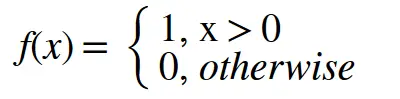 f(x) = { 1, x > 0
0, otherwise